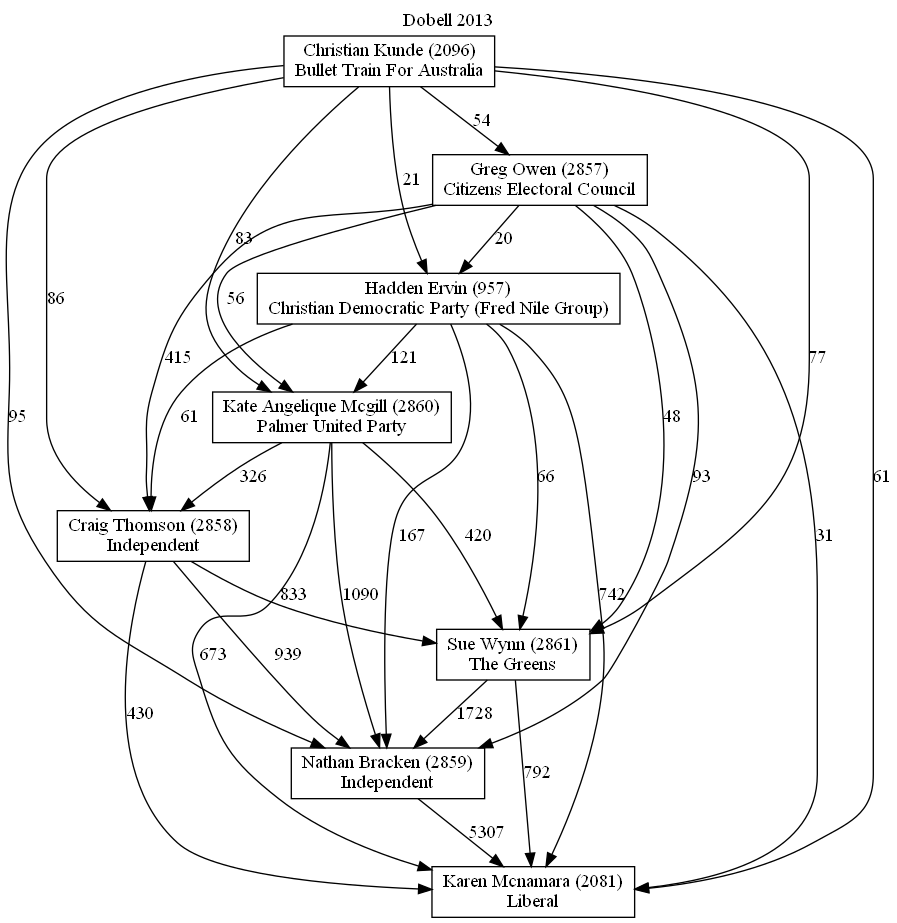 Dobell 2013
Christian Kunde (2096)
Bullet Train For Australia
54
Greg Owen (2857)
Citizens Electoral Council
21
20
83
56
Hadden Ervin (957)
Christian Democratic Party (Fred Nile Group)
86
415
121
77
95
61
48
Kate Angelique Mcgill (2860)
Palmer United Party
326
66
93
61
Craig Thomson (2858)
Independent
167
420
31
833
1090
742
Sue Wynn (2861)
The Greens
673
939
430
1728
Nathan Bracken (2859)
Independent
792
5307
Karen Mcnamara (2081)
Liberal